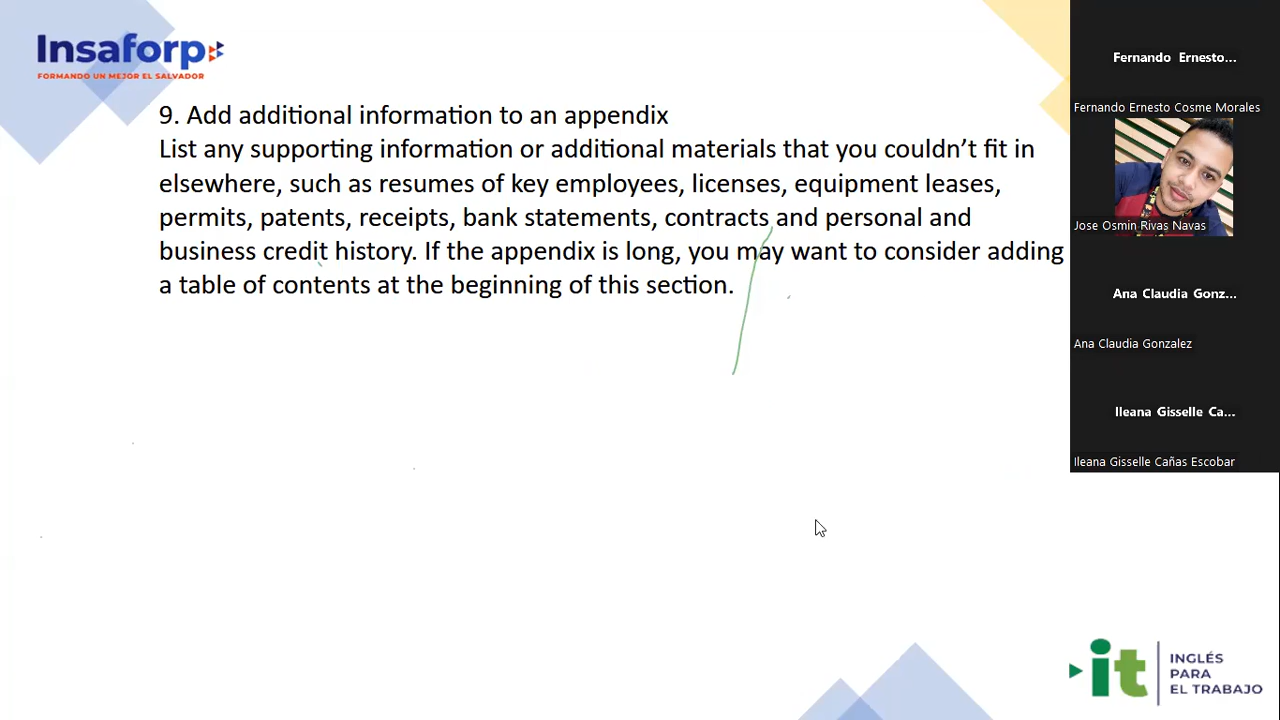 Insaforp
FORMANDO UN MEJOR EL SALVADOR
9. Add additional information to an appendix
List any supporting information or additional materials that you couldn’t fit in
elsewhere, such as resumes of key employees, licenses, equipment leases,
permits, patents, receipts, bank statements, contracts and personal and
business credit history. If the appendix is long, you may want to consider adding
a table of contents at the beginning of this section.
Fernando Ernesto...
Fernando Ernesto Cosme Morales
Jose Osmin Rivas Navas
Ana Claudia Gonz...
Ana Claudia Gonzalez
Ileana Gisselle Ca...
Ileana Gisselle Cañas Escobar
it
INGLÉS
PARA
EL TRABAJO